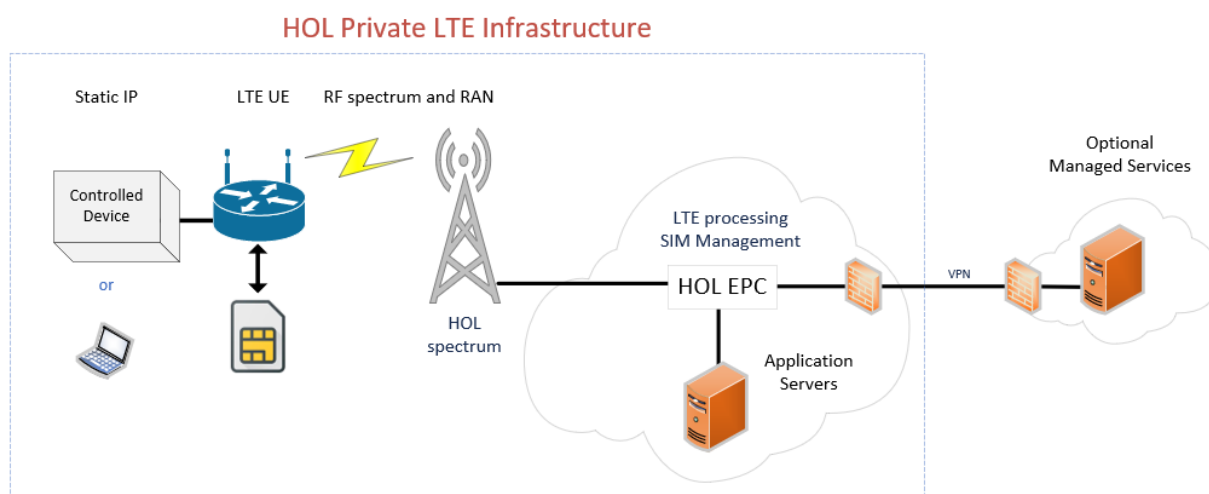 HOL Private LTE Infrastructure
Static IP
LTE UE
RF spectrum and RAN
Controlled
Device
or
HOL
spectrum
LTE processing
SIM Management
HOL EPC
Application
Servers
VPN
Optional
Managed Services